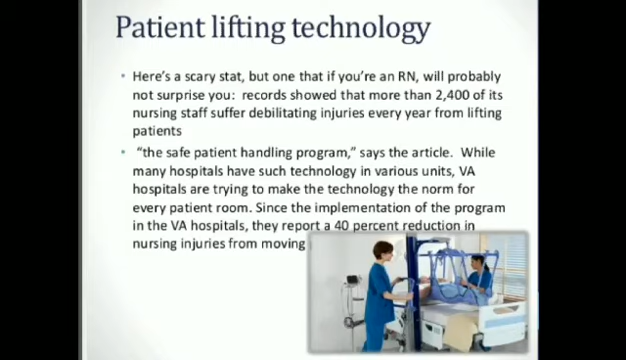 Patient lifting technology
• Here's a scary stat, but one that if you're an RN, will probably
not surprise you: records showed that more than 2,400 of its
nursing staff suffer debilitating injuries every year from lifting
patients
• "the safe patient handling program," says the article. While
many hospitals have such technology in various units, VA
hospitals are trying to make the technology the norm for
every patient room. Since the implementation of the program
in the VA hospitals, they report a 40 percent reduction in
nursing injuries from moving